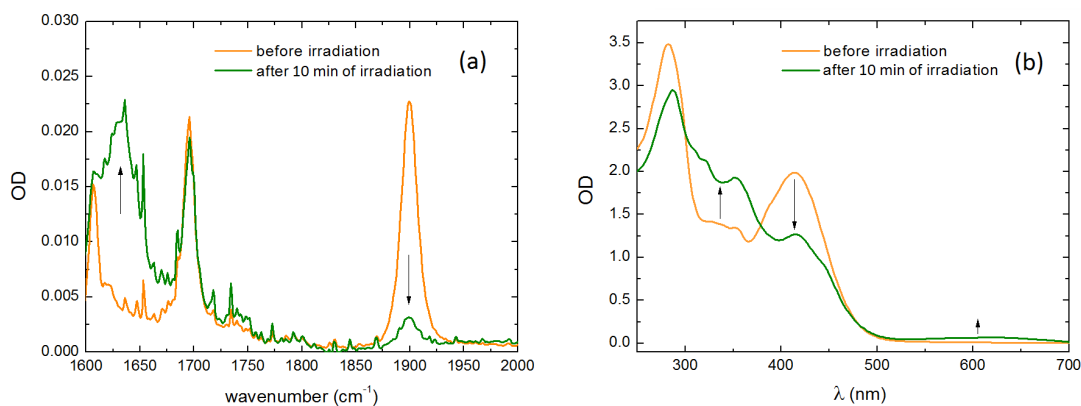 0.030
0.025
0.020
0.015
0.010
0.005
0.000
OD
before irradiation
after 10 min of irradiation
(a)
1600 1650 1700 1750 1800 1850 1900 1950 2000
wavenumber (cm⁻¹)
3.5
3.0
2.5
2.0
1.5
1.0
0.5
0.0
OD
before irradiation
after 10 min of irradiation
(b)
300 400 500 600 700
λ (nm)